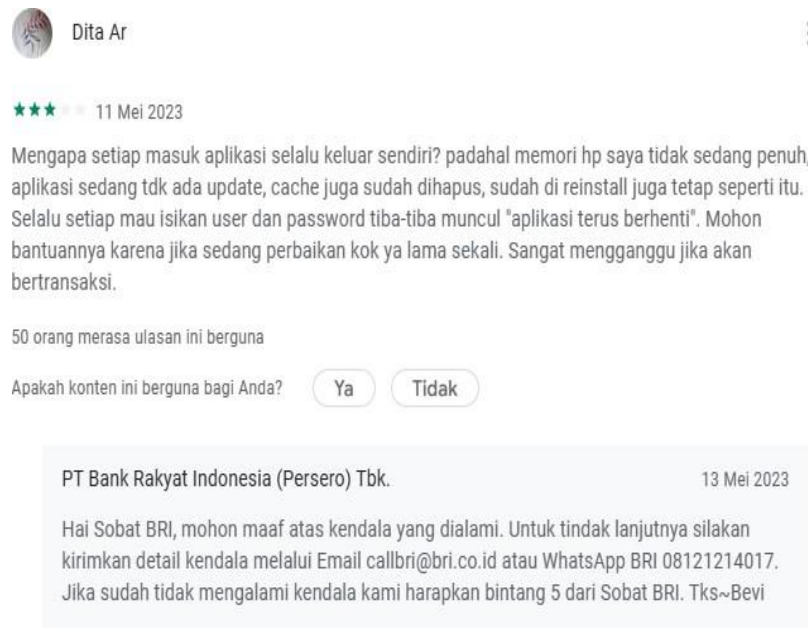 Dita Ar
11 Mei 2023
Mengapa setiap masuk aplikasi selalu keluar sendiri? padahal memori hp saya tidak sedang penuh,
aplikasi sedang tdk ada update, cache juga sudah dihapus, sudah di reinstall juga tetap seperti itu.
Selalu setiap mau isikan user dan password tiba-tiba muncul "aplikasi terus berhenti". Mohon
bantuannya karena jika sedang perbaikan kok ya lama sekali. Sangat mengganggu jika akan
bertransaksi.
50 orang merasa ulasan ini berguna
Apakah konten ini berguna bagi Anda? Ya Tidak
PT Bank Rakyat Indonesia (Persero) Tbk. 13 Mei 2023
Hai Sobat BRI, mohon maaf atas kendala yang dialami. Untuk tindak lanjutnya silakan
kirimkan detail kendala melalui Email callbri@bri.co.id atau WhatsApp BRI 08121214017.
Jika sudah tidak mengalami kendala kami harapkan bintang 5 dari Sobat BRI. Tks~Bevi